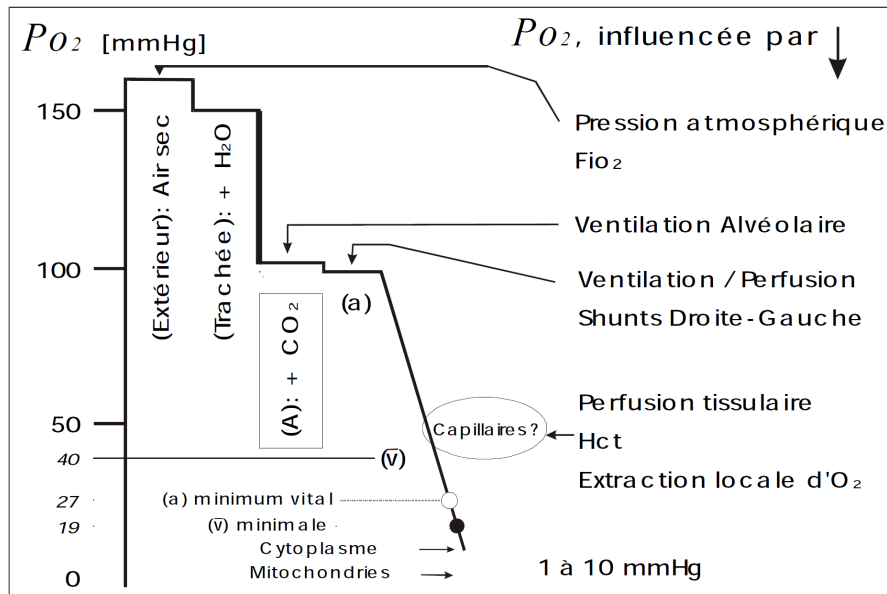 Po₂ [mmHg]
Po₂, influencée par
150
100
50
40
27
19
0
(Extérieur): Air sec
(Trachée): + H₂O
(A): + CO₂
(a)
(v̅)
Capillaires?
(a) minimum vital
(v̅) minimale
Cytoplasme
Mitochondries
Pression atmosphérique
Fio₂
Ventilation Alvéolaire
Ventilation / Perfusion
Shunts Droite-Gauche
Perfusion tissulaire
Hct
Extraction locale d'O₂
1 à 10 mmHg